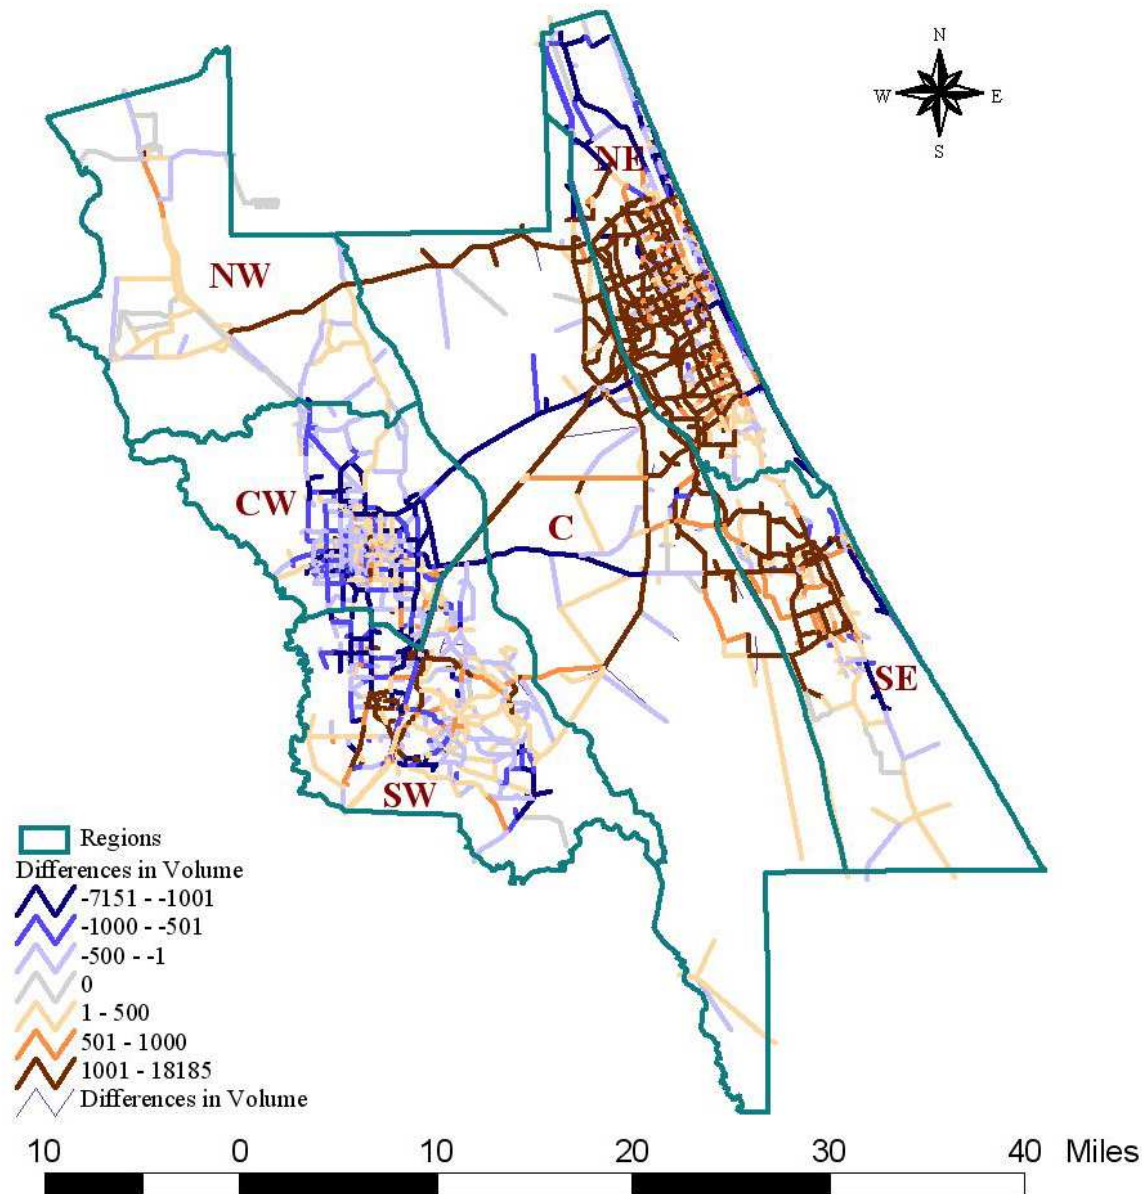 N
W
E
S
NE
NW
CW
C
SE
SW
Regions
Differences in Volume
-7151 - -1001
-1000 - -501
-500 - -1
0
1 - 500
501 - 1000
1001 - 18185
Differences in Volume
10 0 10 20 30 40 Miles